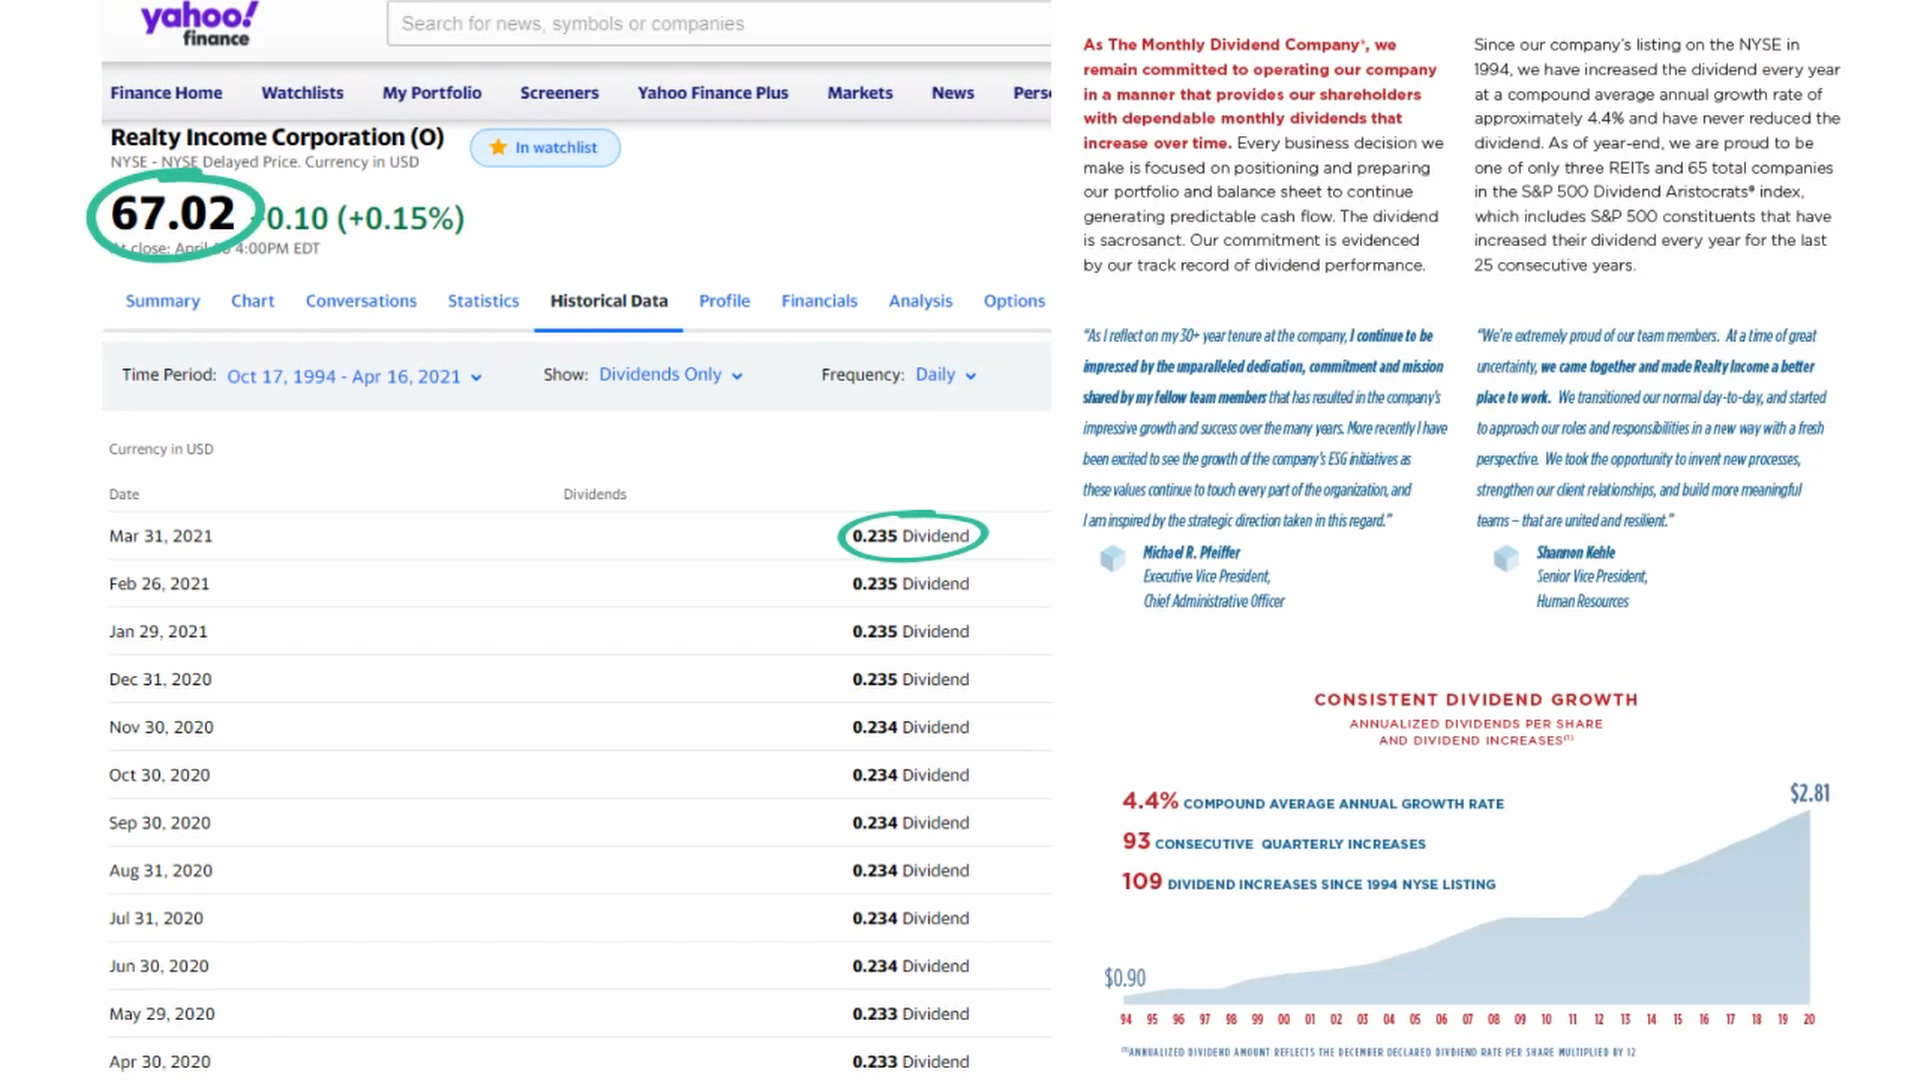 yahoo!
finance
Search for news, symbols or companies
Finance Home Watchlists My Portfolio Screeners Yahoo Finance Plus Markets News
Realty Income Corporation (O)
In watchlist
NYSE - NYSE Delayed Price. Currency in USD
67.02 0.10 (+0.15%)
At close: April 4:00PM EDT
Summary Chart Conversations Statistics Historical Data Profile Financials Analysis Options
Time Period: Oct 17, 1994 - Apr 16, 2021 Show: Dividends Only Frequency: Daily
Currency in USD
Date Dividends
Mar 31, 2021 0.235 Dividend
Feb 26, 2021 0.235 Dividend
Jan 29, 2021 0.235 Dividend
Dec 31, 2020 0.235 Dividend
Nov 30, 2020 0.234 Dividend
Oct 30, 2020 0.234 Dividend
Sep 30, 2020 0.234 Dividend
Aug 31, 2020 0.234 Dividend
Jul 31, 2020 0.234 Dividend
Jun 30, 2020 0.234 Dividend
May 29, 2020 0.233 Dividend
Apr 30, 2020 0.233 Dividend
As The Monthly Dividend Company®, we
remain committed to operating our company
in a manner that provides our shareholders
with dependable monthly dividends that
increase over time. Every business decision we
make is focused on positioning and preparing
our portfolio and balance sheet to continue
generating predictable cash flow. The dividend
is sacrosanct. Our commitment is evidenced
by our track record of dividend performance.
Since our company's listing on the NYSE in
1994, we have increased the dividend every year
at a compound average annual growth rate of
approximately 4.4% and have never reduced the
dividend. As of year-end, we are proud to be
one of only three REITs and 65 total companies
in the S&P 500 Dividend Aristocrats® index,
which includes S&P 500 constituents that have
increased their dividend every year for the last
25 consecutive years.
"As I reflect on my 30+ year tenure at the company, I continue to be
impressed by the unparalleled dedication, commitment and mission
shared by my fellow team members that has resulted in the company's
impressive growth and success over the many years. More recently I have
been excited to see the growth of the company's ESG initiatives as
these values continue to touch every part of the organization, and
I am inspired by the strategic direction taken in this regard."
Michael R. Pfeiffer
Executive Vice President,
Chief Administrative Officer
"We're extremely proud of our team members. At a time of great
uncertainty, we came together and made Realty Income a better
place to work. We transitioned our normal day-to-day, and started
to approach our roles and responsibilities in a new way with a fresh
perspective. We took the opportunity to invent new processes,
strengthen our client relationships, and build more meaningful
teams – that are united and resilient."
Shannon Kehle
Senior Vice President,
Human Resources
CONSISTENT DIVIDEND GROWTH
ANNUALIZED DIVIDENDS PER SHARE
AND DIVIDEND INCREASES(1)
4.4% COMPOUND AVERAGE ANNUAL GROWTH RATE
93 CONSECUTIVE QUARTERLY INCREASES
109 DIVIDEND INCREASES SINCE 1994 NYSE LISTING
$2.81
$0.90
94 95 96 97 98 99 00 01 02 03 04 05 06 07 08 09 10 11 12 13 14 15 16 17 18 19 20
(1)ANNUALIZED DIVIDEND AMOUNT REFLECTS THE DECEMBER DECLARED DIVIDIEND RATE PER SHARE MULTIPLIED BY 12